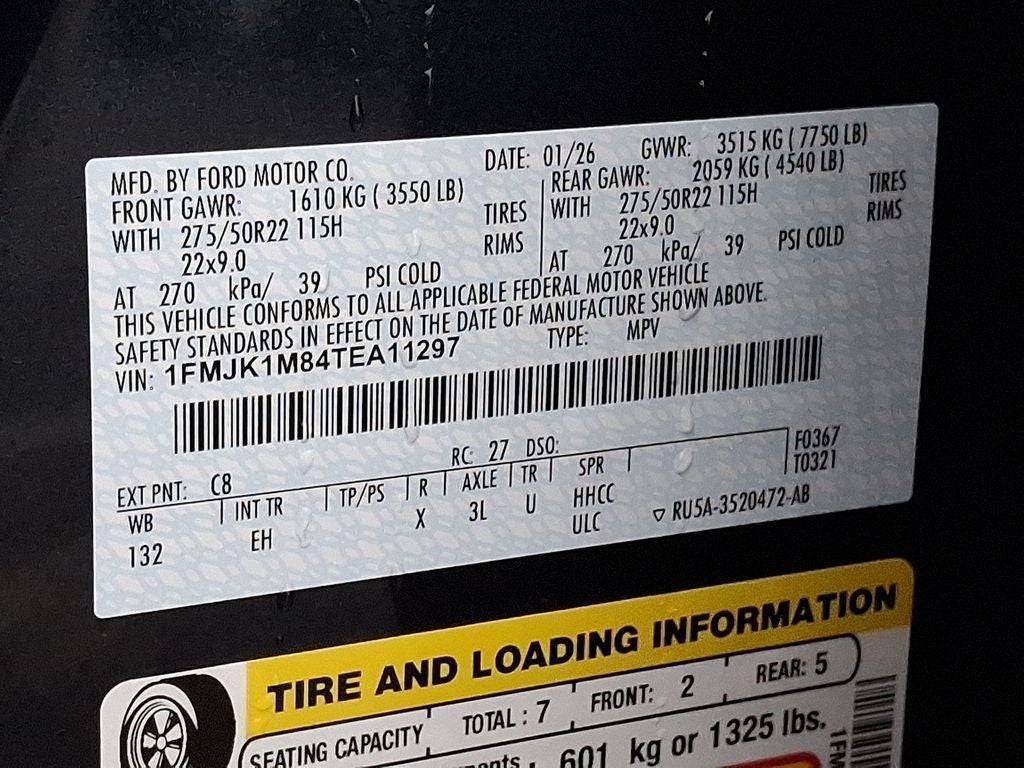 MFD. BY FORD MOTOR CO. DATE: 01/26 GVWR: 3515 KG ( 7750 LB)
FRONT GAWR: 1610 KG ( 3550 LB) REAR GAWR: 2059 KG ( 4540 LB)
WITH 275/50R22 115H TIRES WITH 275/50R22 115H TIRES
22x9.0 RIMS 22x9.0 RIMS
AT 270 kPa/ 39 PSI COLD AT 270 kPa/ 39 PSI COLD
THIS VEHICLE CONFORMS TO ALL APPLICABLE FEDERAL MOTOR VEHICLE
SAFETY STANDARDS IN EFFECT ON THE DATE OF MANUFACTURE SHOWN ABOVE.
VIN: 1FMJK1M84TEA11297 TYPE: MPV
EXT PNT: C8 RC: 27 DSO: F0367
WB INT TR TP/PS R AXLE TR SPR T0321
132 EH X 3L U HHCC
ULC ▽ RU5A-3520472-AB
TIRE AND LOADING INFORMATION
SEATING CAPACITY TOTAL : 7 FRONT: 2 REAR: 5
601 kg or 1325 lbs.
1FM